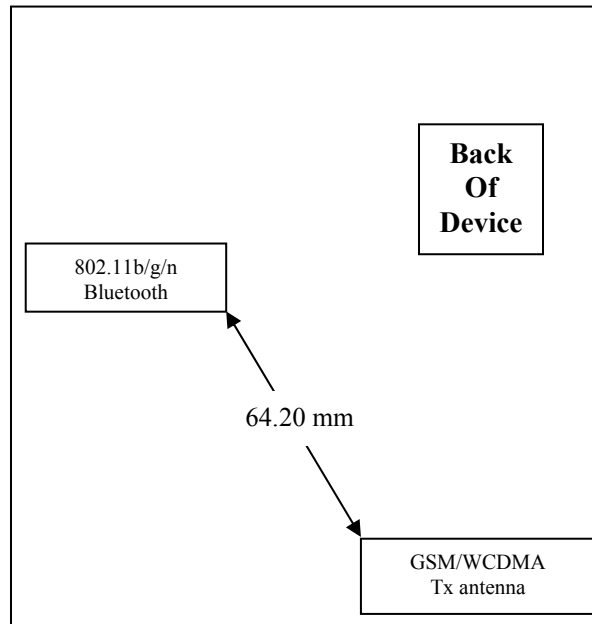 Back
Of
Device
802.11b/g/n
Bluetooth
64.20 mm
GSM/WCDMA
Tx antenna